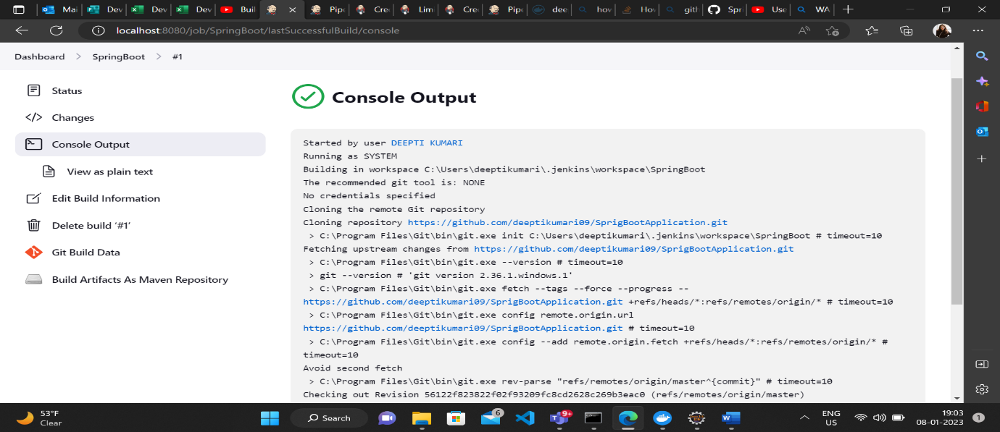 Mai
Dev
Dev
Dev
Buil
Pipe
Cre
Lim
Cre
Pipe
dee
hov
Hov
gitl
Spri
Use
WA
localhost:8080/job/SpringBoot/lastSuccessfulBuild/console
Dashboard > SpringBoot > #1
Status
Changes
Console Output
View as plain text
Edit Build Information
Delete build ‘#1’
Git Build Data
Build Artifacts As Maven Repository
Console Output
Started by user DEEPTI KUMARI
Running as SYSTEM
Building in workspace C:\Users\deeptikumari\.jenkins\workspace\SpringBoot
The recommended git tool is: NONE
No credentials specified
Cloning the remote Git repository
Cloning repository https://github.com/deeptikumari09/SprigBootApplication.git
> C:\Program Files\Git\bin\git.exe init C:\Users\deeptikumari\.jenkins\workspace\SpringBoot # timeout=10
Fetching upstream changes from https://github.com/deeptikumari09/SprigBootApplication.git
> C:\Program Files\Git\bin\git.exe --version # timeout=10
> git --version # 'git version 2.36.1.windows.1'
> C:\Program Files\Git\bin\git.exe fetch --tags --force --progress --
https://github.com/deeptikumari09/SprigBootApplication.git +refs/heads/*:refs/remotes/origin/* # timeout=10
> C:\Program Files\Git\bin\git.exe config remote.origin.url
https://github.com/deeptikumari09/SprigBootApplication.git # timeout=10
> C:\Program Files\Git\bin\git.exe config --add remote.origin.fetch +refs/heads/*:refs/remotes/origin/* #
timeout=10
Avoid second fetch
> C:\Program Files\Git\bin\git.exe rev-parse "refs/remotes/origin/master^{commit}" # timeout=10
Checking out Revision 56122f823822f02f93209fc8cd2628c269b3eac0 (refs/remotes/origin/master)
53°F
Clear
Search
6
9+
ENG
US
19:03
08-01-2023
1